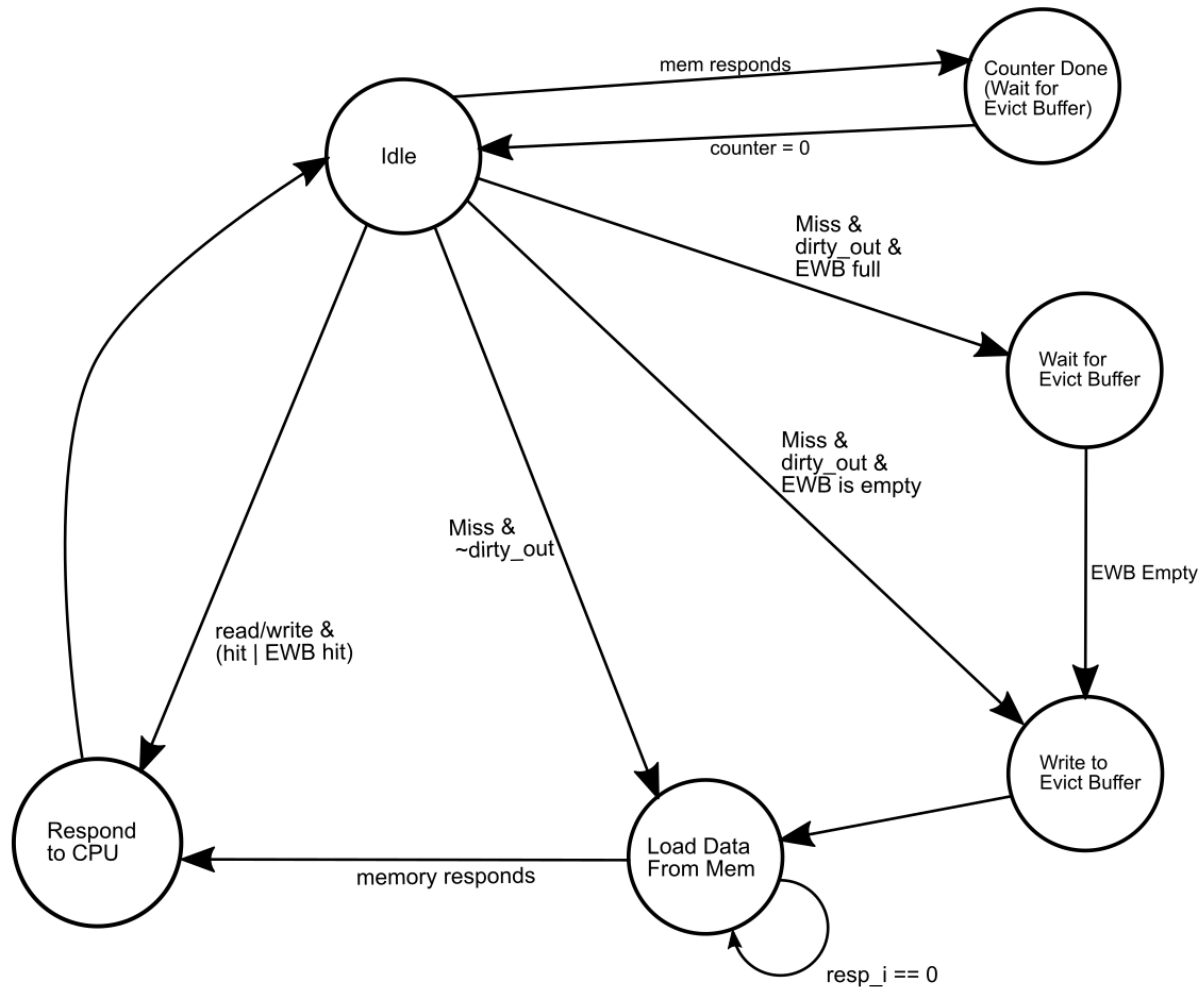 mem responds
Counter Done
(Wait for
Evict Buffer)
Idle
counter = 0
Miss &
dirty_out &
EWB full
Wait for
Evict Buffer
Miss &
dirty_out &
EWB is empty
Miss &
~dirty_out
EWB Empty
read/write &
(hit | EWB hit)
Write to
Evict Buffer
Respond
to CPU
Load Data
From Mem
memory responds
resp_i == 0